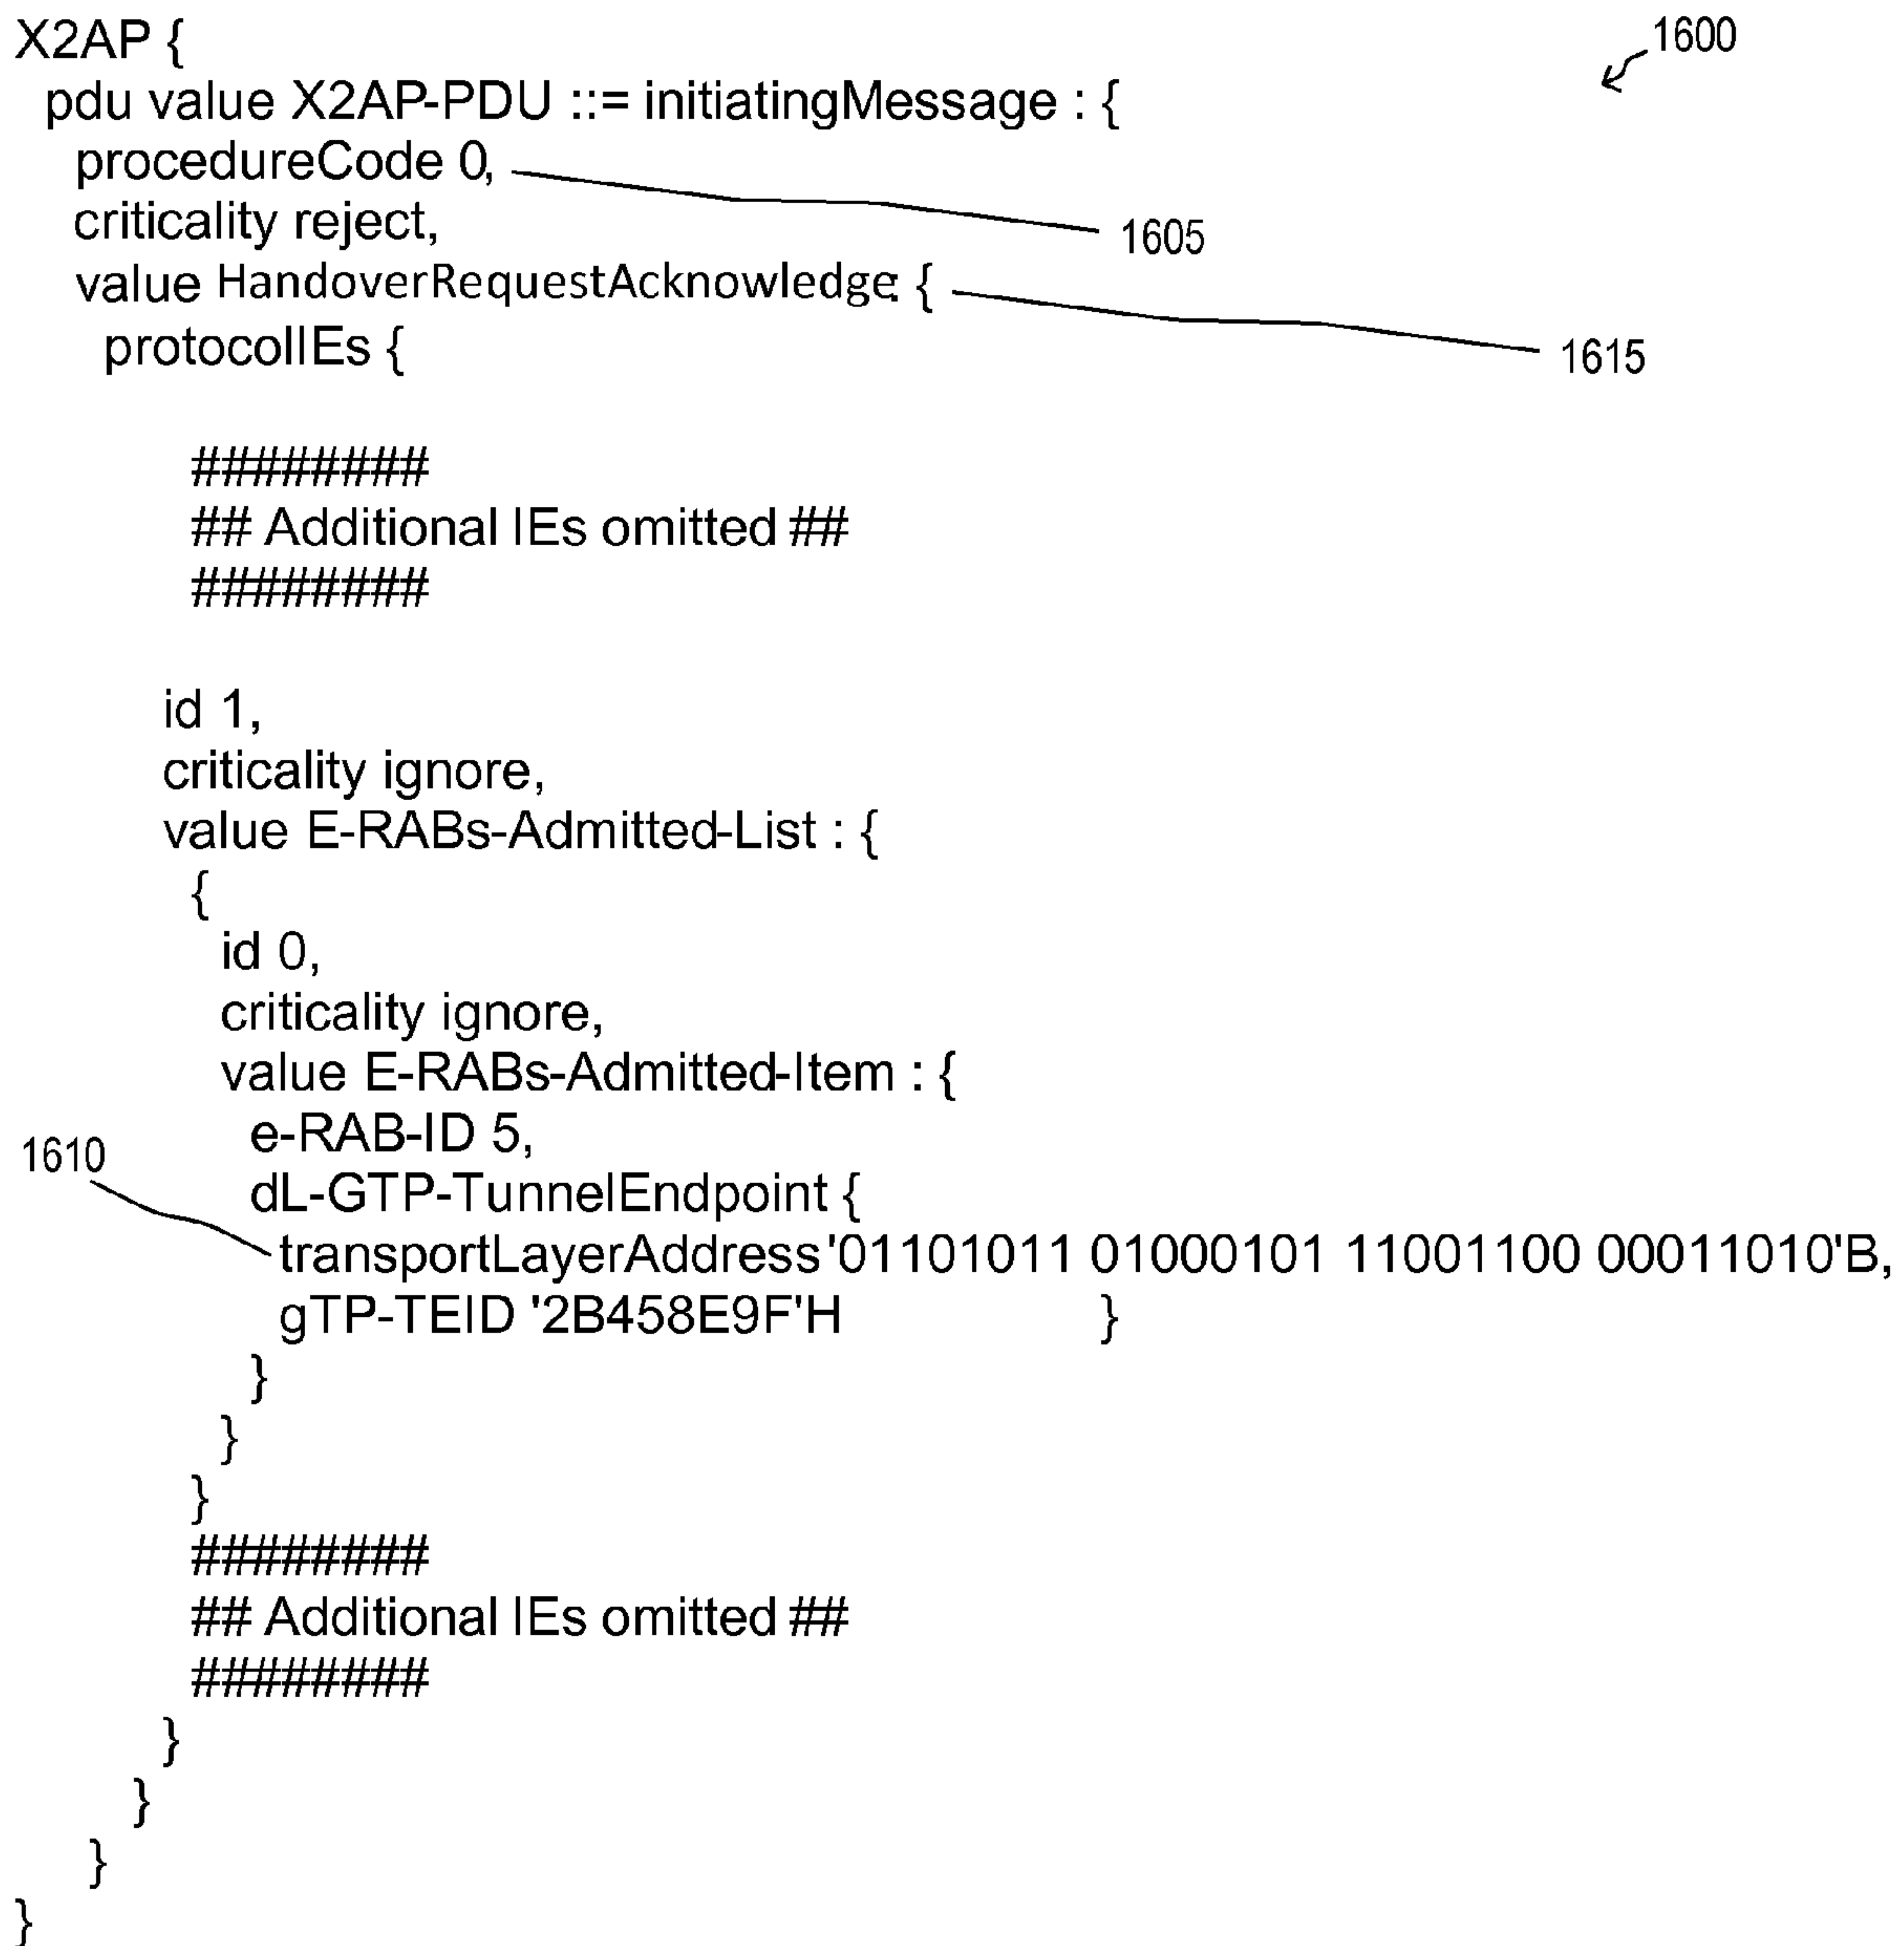 X2AP {
1600
pdu value X2AP-PDU ::= initiatingMessage : {
procedureCode 0,
criticality reject,
1605
value HandoverRequestAcknowledge {
protocolIEs {
1615
########
## Additional IEs omitted ##
########
id 1,
criticality ignore,
value E-RABs-Admitted-List : {
{
id 0,
criticality ignore,
value E-RABs-Admitted-Item : {
e-RAB-ID 5,
1610
dL-GTP-TunnelEndpoint {
transportLayerAddress '01101011 01000101 11001100 00011010'B,
gTP-TEID '2B458E9F'H }
}
}
}
########
## Additional IEs omitted ##
########
}
}
}
}